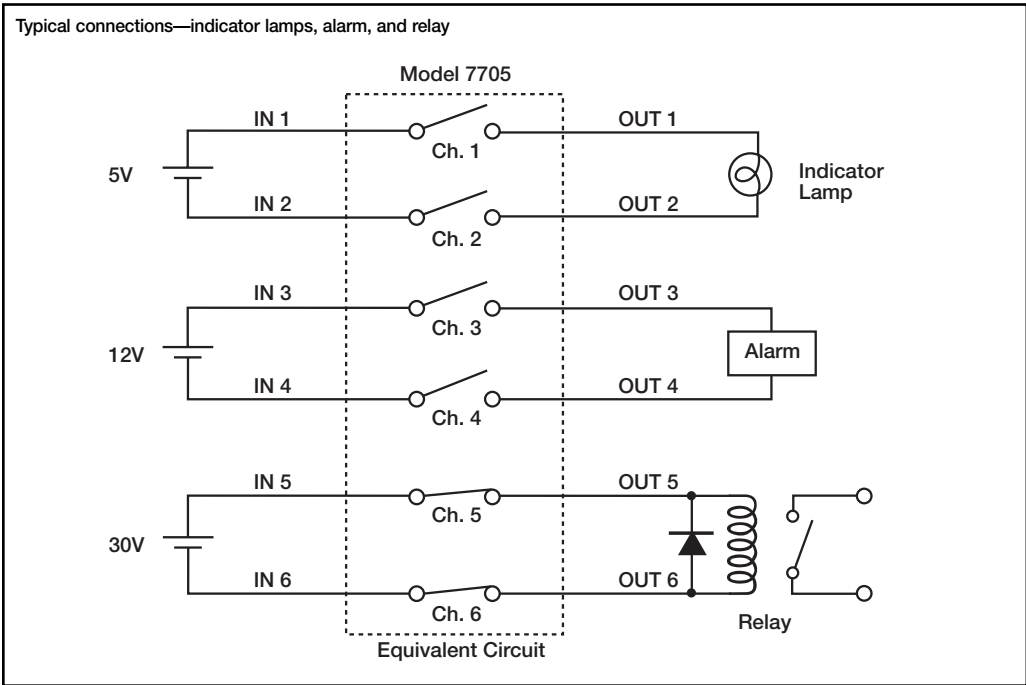 Typical connections—indicator lamps, alarm, and relay
Model 7705
IN 1
OUT 1
Ch. 1
5V
Indicator
Lamp
IN 2
OUT 2
Ch. 2
IN 3
OUT 3
Ch. 3
12V
Alarm
IN 4
OUT 4
Ch. 4
IN 5
OUT 5
Ch. 5
30V
IN 6
OUT 6
Ch. 6
Relay
Equivalent Circuit